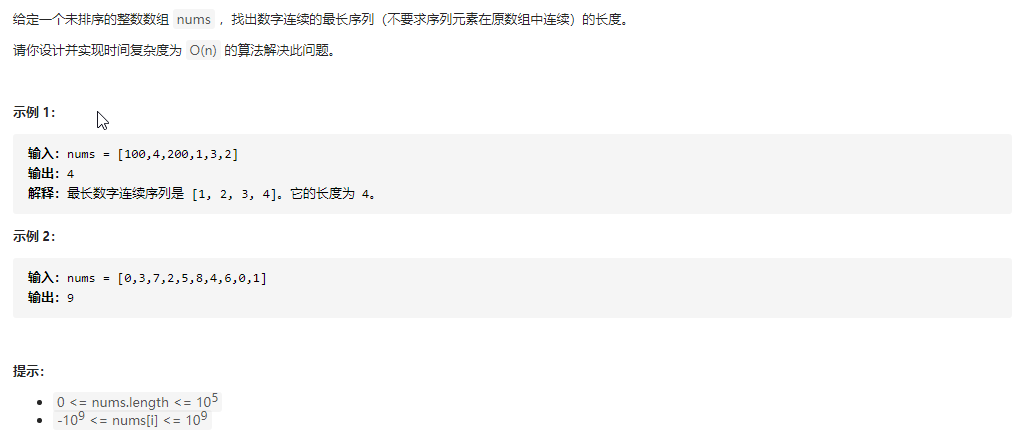 给定一个未排序的整数数组 nums ，找出数字连续的最长序列（不要求序列元素在原数组中连续）的长度。
请你设计并实现时间复杂度为 O(n) 的算法解决此问题。
示例 1：
输入：nums = [100,4,200,1,3,2]
输出：4
解释：最长数字连续序列是 [1, 2, 3, 4]。它的长度为 4。
示例 2：
输入：nums = [0,3,7,2,5,8,4,6,0,1]
输出：9
提示：
• 0 <= nums.length <= 10⁵
• -10⁹ <= nums[i] <= 10⁹